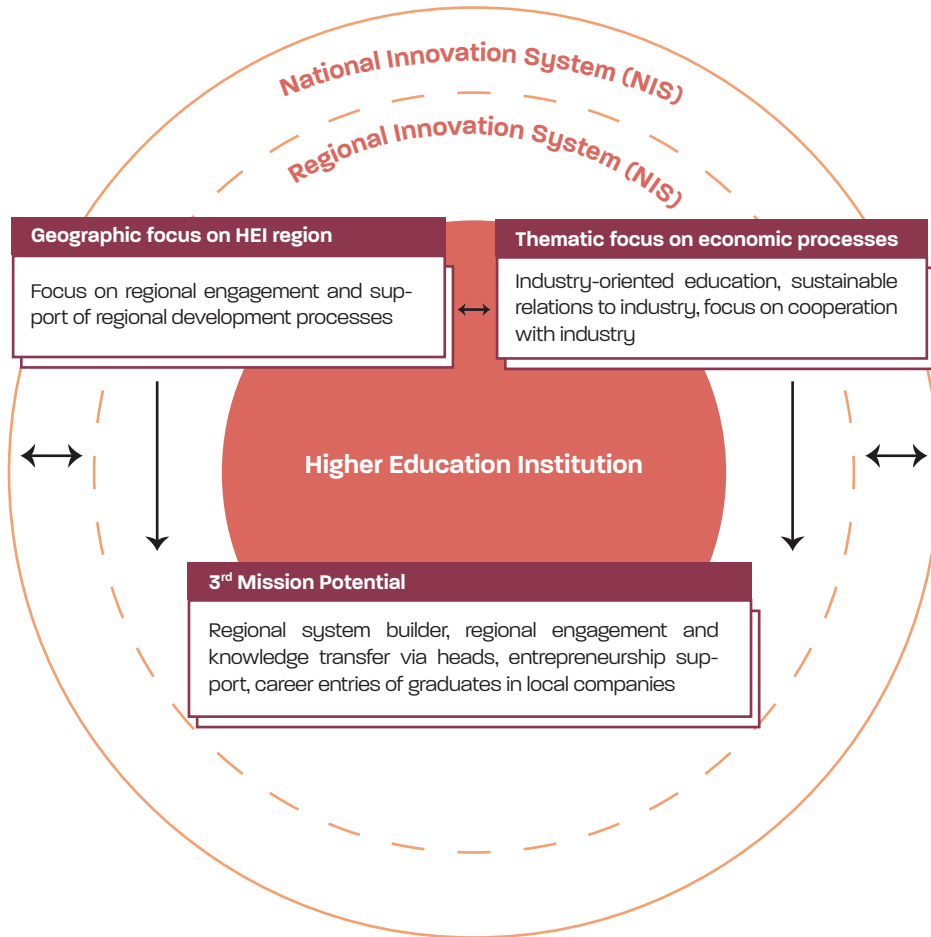 National Innovation System (NIS)
Regional Innovation System (NIS)
Geographic focus on HEI region
Focus on regional engagement and sup-
port of regional development processes
Thematic focus on economic processes
Industry-oriented education, sustainable
relations to industry, focus on cooperation
with industry
Higher Education Institution
3rd Mission Potential
Regional system builder, regional engagement and
knowledge transfer via heads, entrepreneurship sup-
port, career entries of graduates in local companies